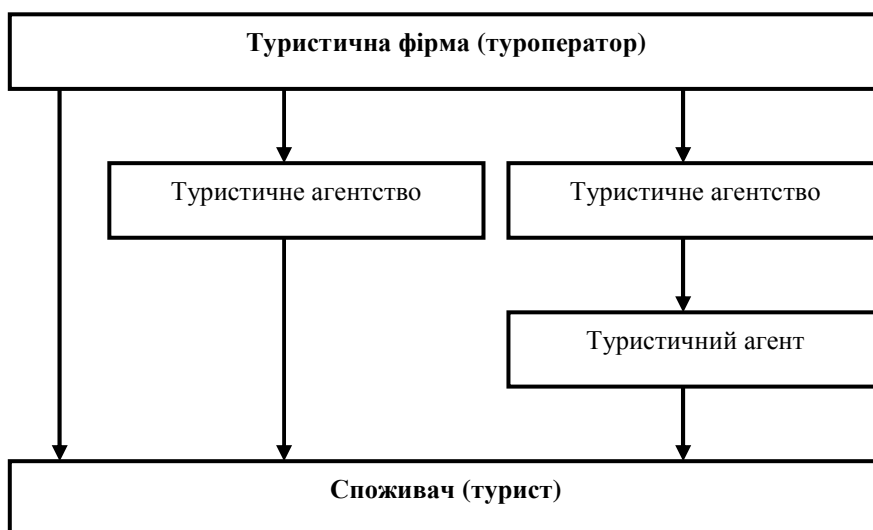 Туристична фірма (туроператор)
Туристичне агентство
Туристичне агентство
Туристичний агент
Споживач (турист)